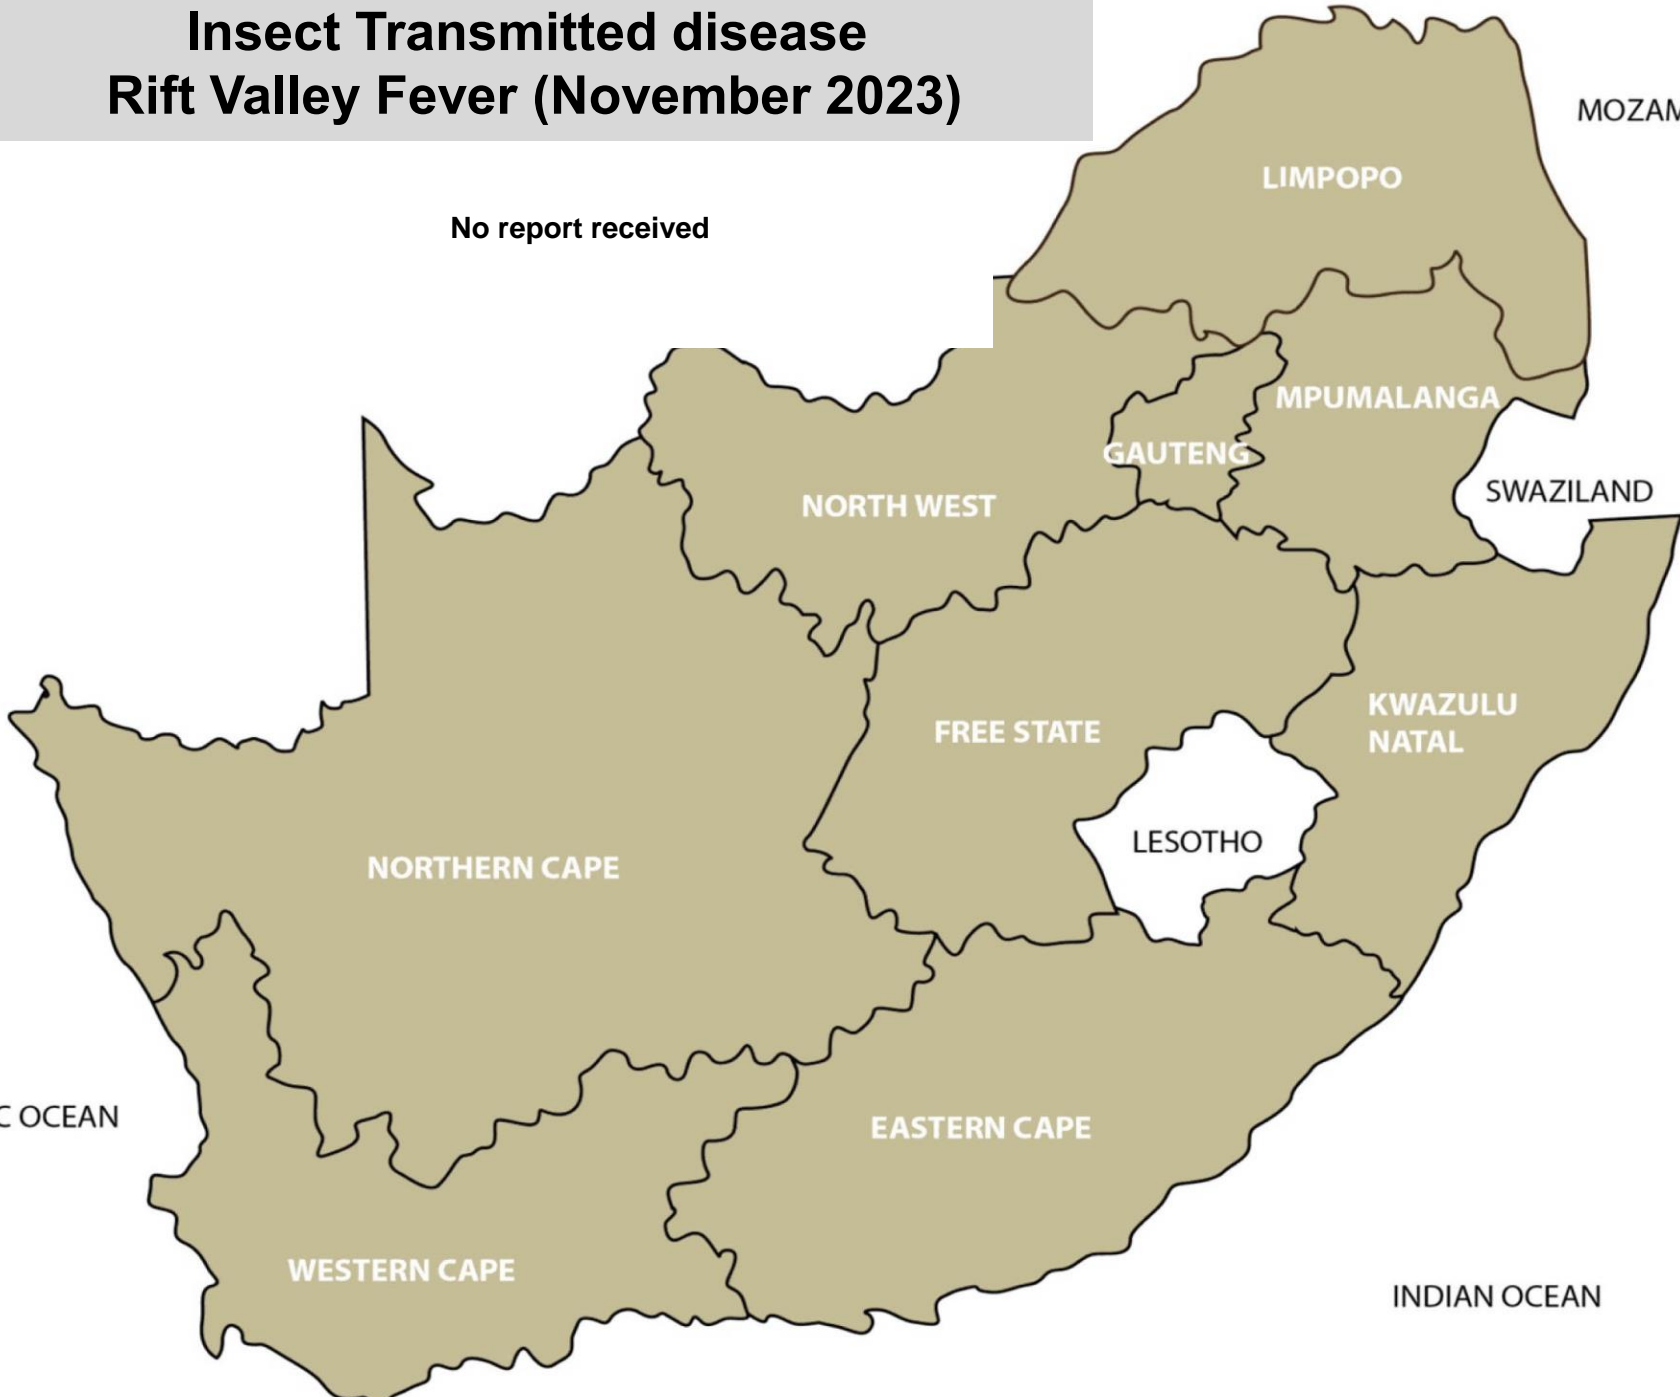 Insect Transmitted disease
Rift Valley Fever (November 2023)
MOZAM
LIMPOPO
No report received
MPUMALANGA
GAUTENG
SWAZILAND
NORTH WEST
KWAZULU
NATAL
FREE STATE
LESOTHO
NORTHERN CAPE
C OCEAN
EASTERN CAPE
WESTERN CAPE
INDIAN OCEAN